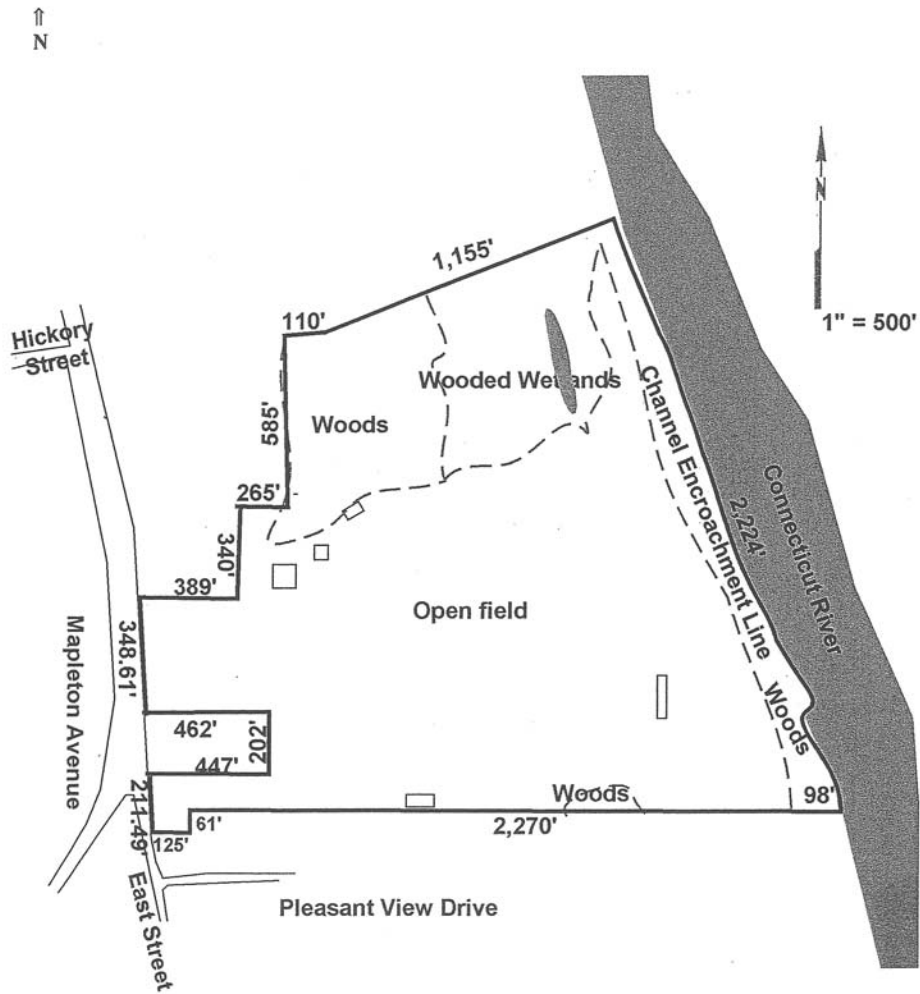 ⇑
N
N
1" = 500'
1,155'
110'
Hickory
Street
Wooded Wetlands
585'
Woods
Channel Encroachment Line
2,224'
Connecticut River
265'
340'
389'
Open field
Mapleton Avenue
348.61'
462'
202'
447'
Woods
Woods
98'
211.49'
61'
2,270'
125'
East Street
Pleasant View Drive